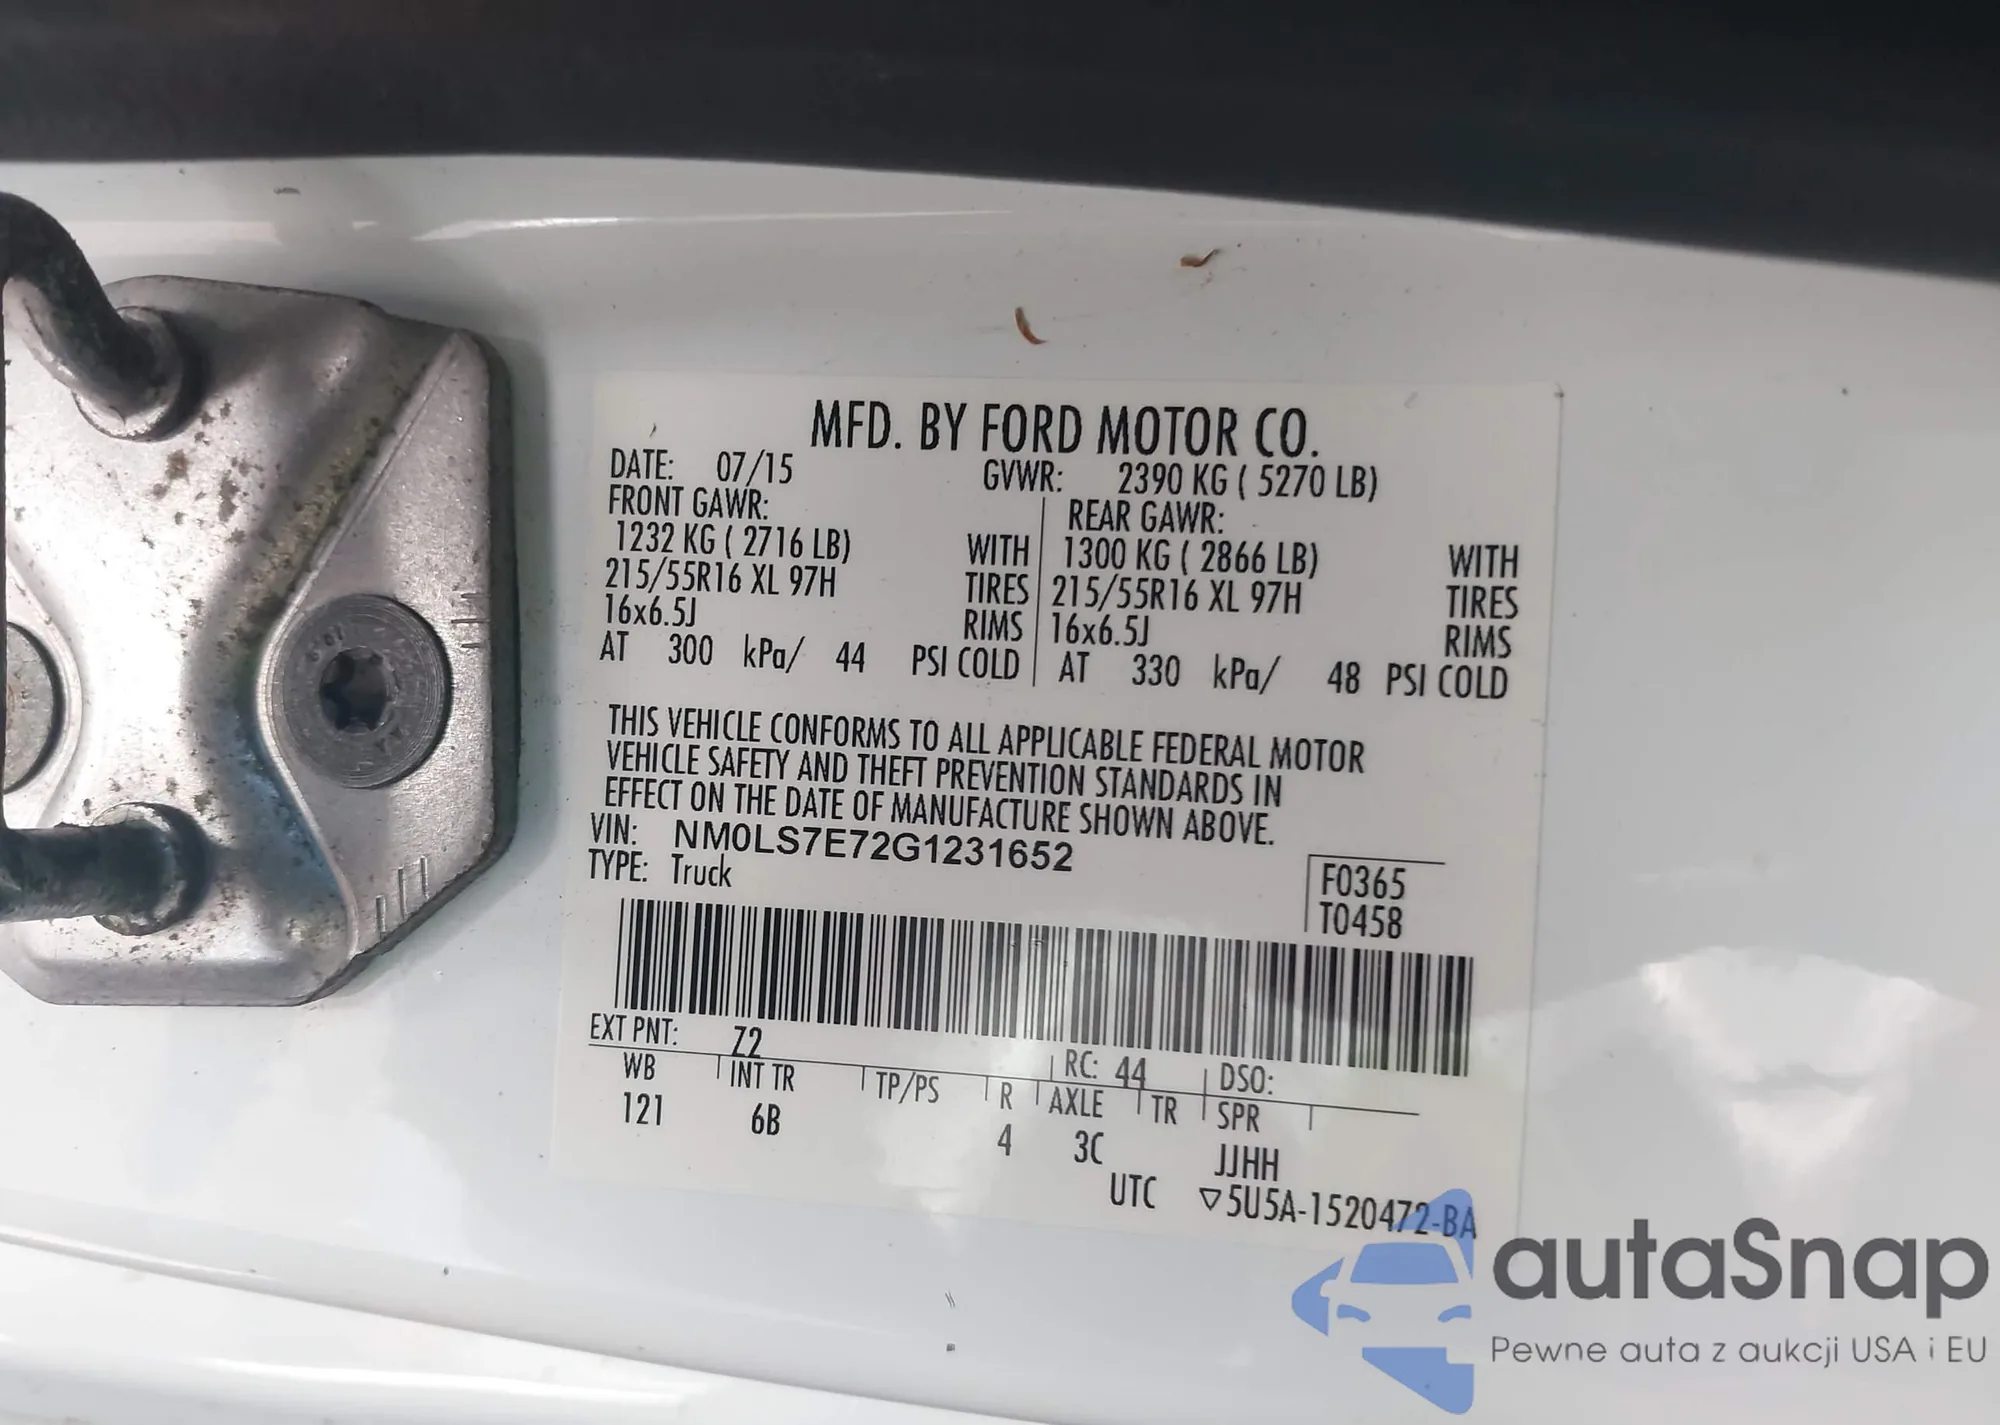 MFD. BY FORD MOTOR CO.
DATE: 07/15 GVWR: 2390 KG ( 5270 LB)
FRONT GAWR: REAR GAWR:
1232 KG ( 2716 LB) WITH 1300 KG ( 2866 LB) WITH
215/55R16 XL 97H TIRES 215/55R16 XL 97H TIRES
16x6.5J RIMS 16x6.5J RIMS
AT 300 kPa/ 44 PSI COLD AT 330 kPa/ 48 PSI COLD
THIS VEHICLE CONFORMS TO ALL APPLICABLE FEDERAL MOTOR
VEHICLE SAFETY AND THEFT PREVENTION STANDARDS IN
EFFECT ON THE DATE OF MANUFACTURE SHOWN ABOVE.
VIN: NM0LS7E72G1231652
TYPE: Truck
F0365
T0458
EXT PNT: Z2 RC: 44 DSO:
WB INT TR TP/PS R AXLE TR SPR
121 6B 4 3C JJHH
UTC ▽5U5A-1520472-BA
autaSnap
Pewne auta z aukcji USA i EU